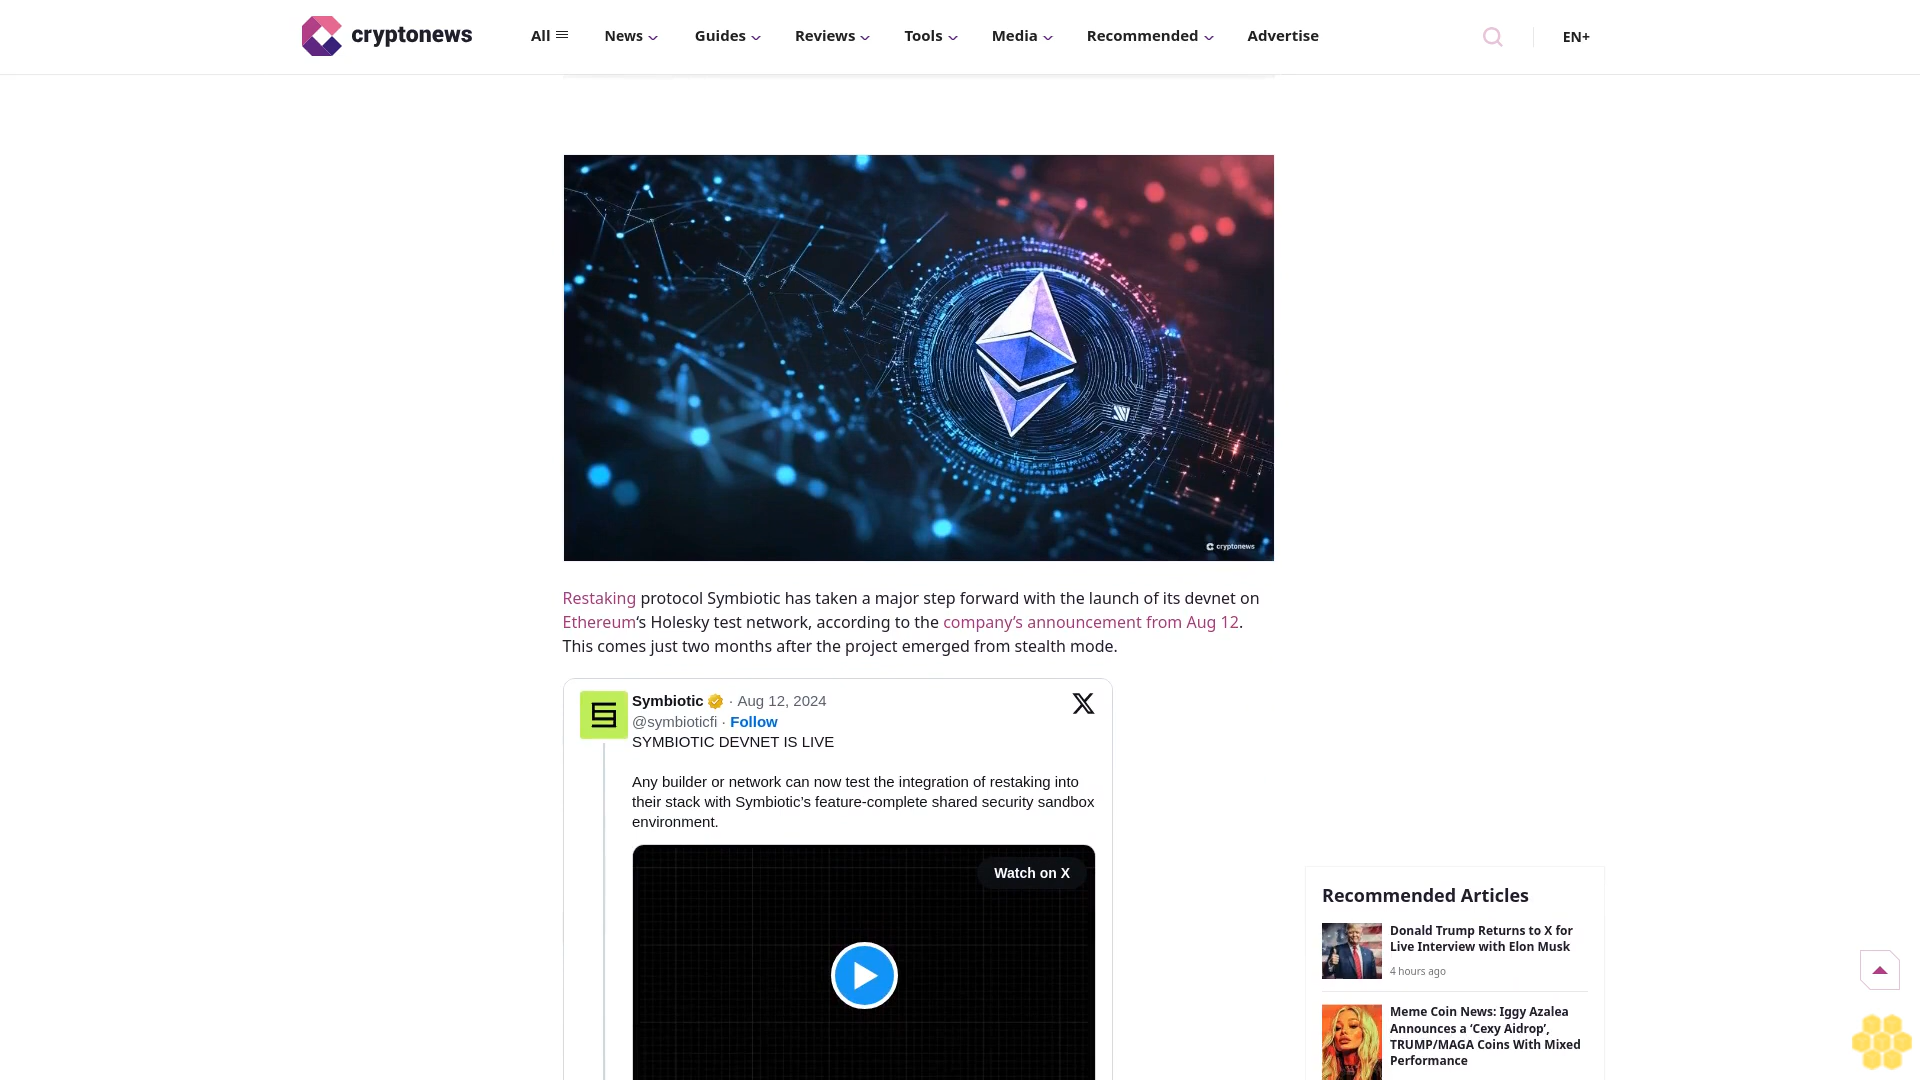 cryptonews
All
News
Guides
Reviews
Tools
Media
Recommended
Advertise
EN+
cryptonews
Restaking protocol Symbiotic has taken a major step forward with the launch of its devnet on
Ethereum‘s Holesky test network, according to the company’s announcement from Aug 12.
This comes just two months after the project emerged from stealth mode.
Symbiotic · Aug 12, 2024
@symbioticfi · Follow
SYMBIOTIC DEVNET IS LIVE
Any builder or network can now test the integration of restaking into
their stack with Symbiotic’s feature-complete shared security sandbox
environment.
Watch on X
Recommended Articles
Donald Trump Returns to X for
Live Interview with Elon Musk
4 hours ago
Meme Coin News: Iggy Azalea
Announces a ‘Cexy Aidrop’,
TRUMP/MAGA Coins With Mixed
Performance